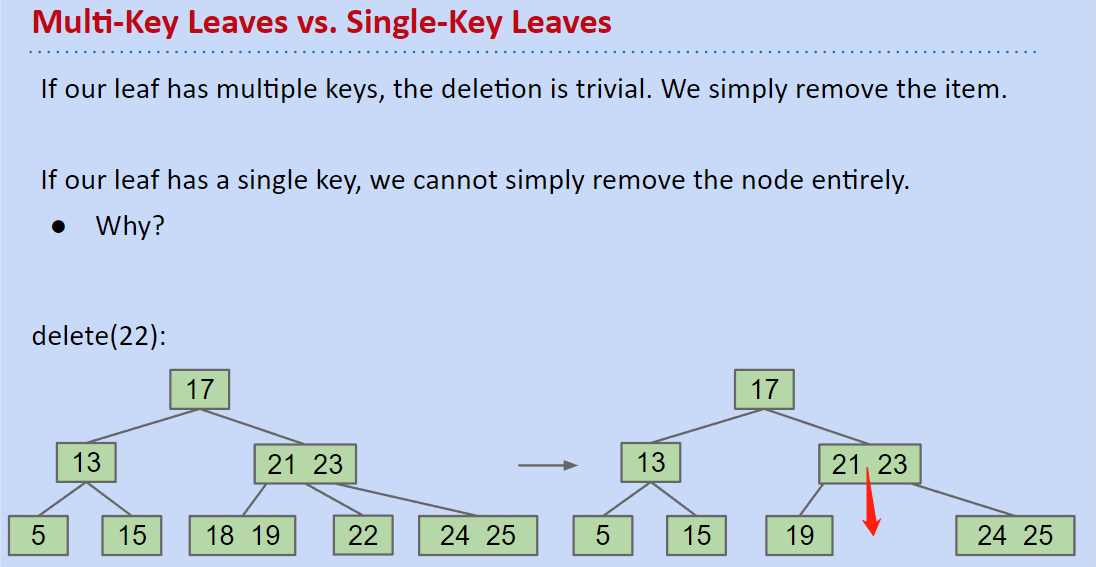 Multi-Key Leaves vs. Single-Key Leaves
If our leaf has multiple keys, the deletion is trivial. We simply remove the item.
If our leaf has a single key, we cannot simply remove the node entirely.
● Why?
delete(22):
17 17
13 21 23 13 21 23
5 15 18 19 22 24 25 5 15 19 24 25